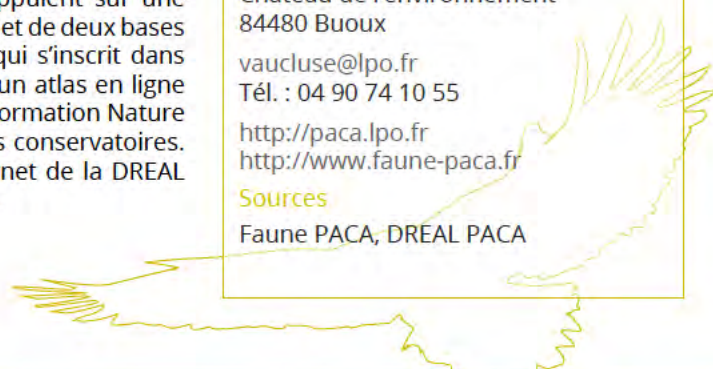 et de deux bases
qui s'inscrit dans
un atlas en ligne
ormation Nature
s conservatoires.
net de la DREAL
84480 Buoux
vaucluse@lpo.fr
Tél. : 04 90 74 10 55
http://paca.lpo.fr
http://www.faune-paca.fr
Sources
Faune PACA, DREAL PACA